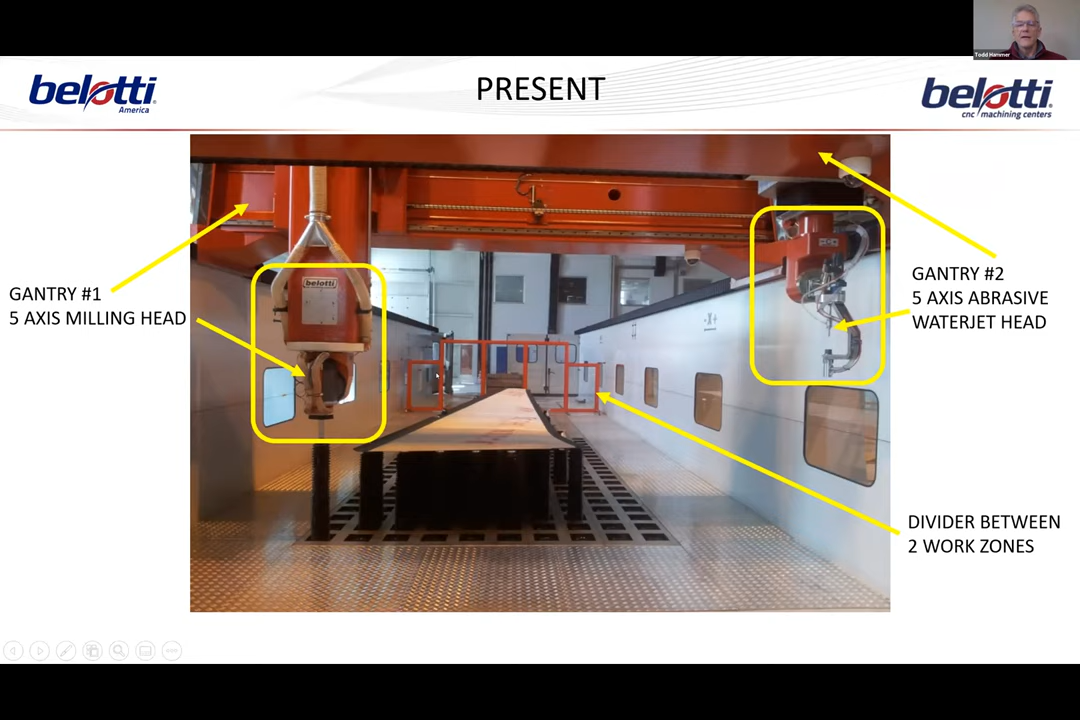 Todd Hammer
belotti
America
PRESENT
belotti
cnc machining centers
belotti
GANTRY #1
5 AXIS MILLING HEAD
GANTRY #2
5 AXIS ABRASIVE
WATERJET HEAD
DIVIDER BETWEEN
2 WORK ZONES